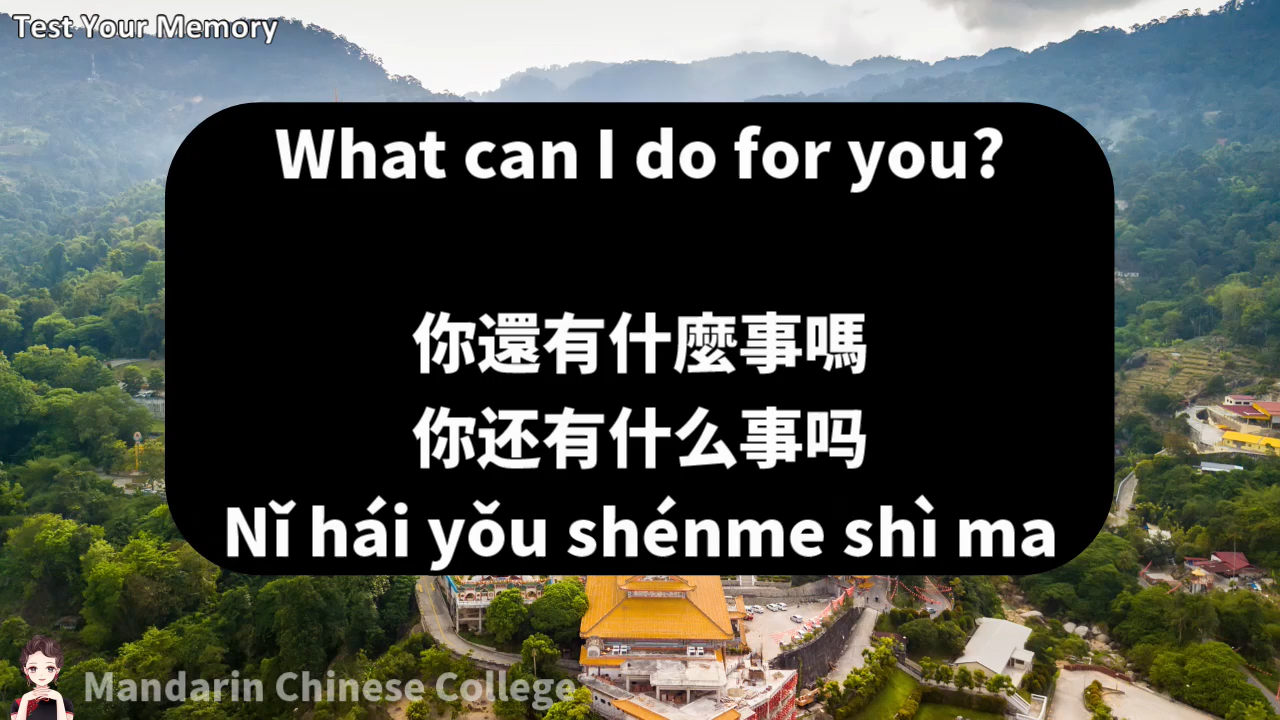 Test Your Memory
What can I do for you?
你還有什麼事嗎
你还有什么事吗
Nǐ hái yǒu shénme shì ma
Mandarin Chinese College